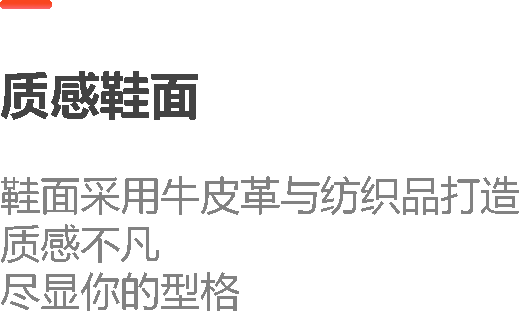 质感鞋面
鞋面采用牛皮革与纺织品打造
质感不凡
尽显你的型格